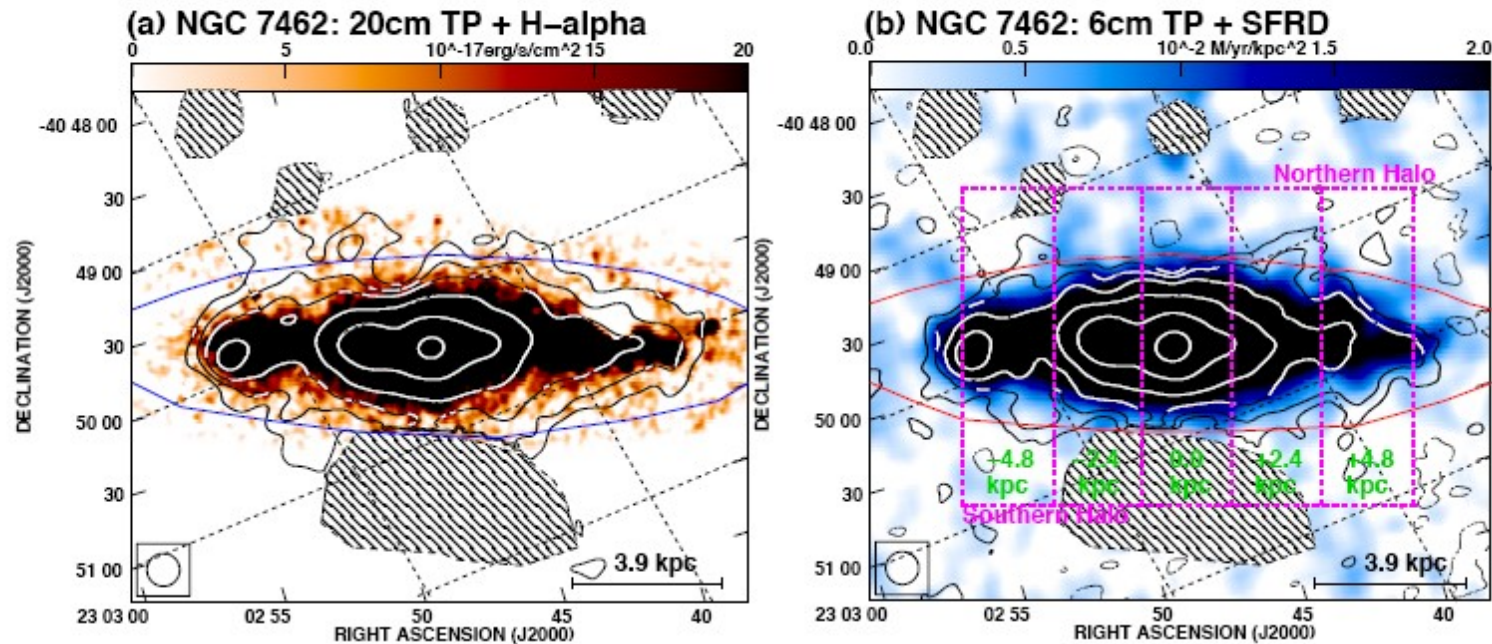 (a) NGC 7462: 20cm TP + H-alpha
0 5 10^-17erg/s/cm^2 15 20
-40 48 00
30
49 00
30
50 00
30
51 00
DECLINATION (J2000)
3.9 kpc
23 03 00 02 55 50 45 40
RIGHT ASCENSION (J2000)
(b) NGC 7462: 6cm TP + SFRD
0.0 0.5 10^-2 M/yr/kpc^2 1.5 2.0
-40 48 00
30
49 00
30
50 00
30
51 00
DECLINATION (J2000)
Northern Halo
+4.8 -2.4 0.0 +2.4 +4.8
kpc kpc kpc kpc kpc
Southern Halo
3.9 kpc
23 03 00 02 55 50 45 40
RIGHT ASCENSION (J2000)